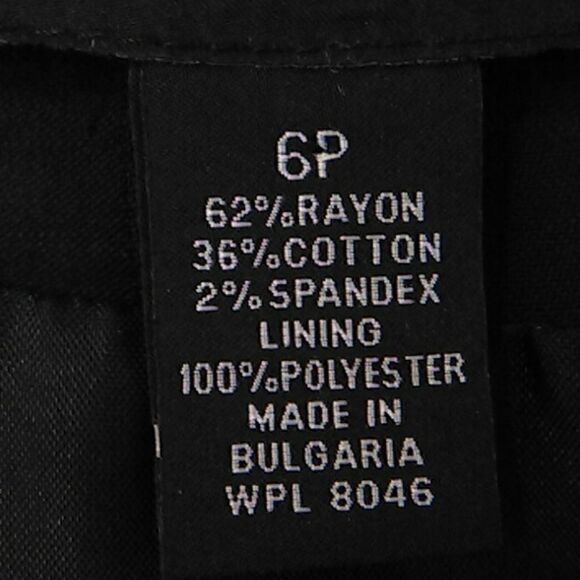 6P
62%RAYON
36%COTTON
2%SPANDEX
LINING
100%POLYESTER
MADE IN
BULGARIA
WPL 8046